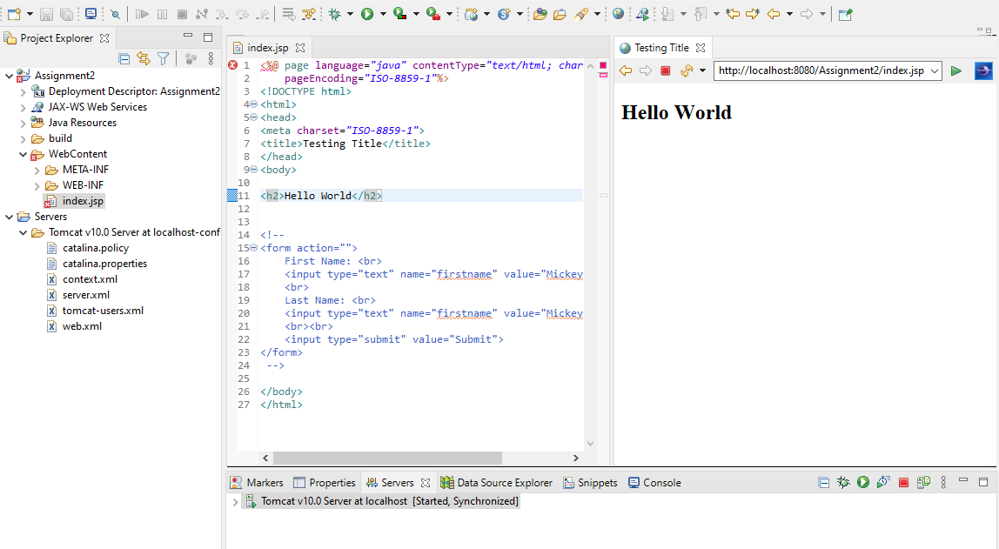 Project Explorer
Assignment2
Deployment Descriptor: Assignment2
JAX-WS Web Services
Java Resources
build
WebContent
META-INF
WEB-INF
index.jsp
Servers
Tomcat v10.0 Server at localhost-conf
catalina.policy
catalina.properties
context.xml
server.xml
tomcat-users.xml
web.xml
index.jsp
1 <%@ page language="java" contentType="text/html; char
2 pageEncoding="ISO-8859-1"%>
3 <!DOCTYPE html>
4 <html>
5 <head>
6 <meta charset="ISO-8859-1">
7 <title>Testing Title</title>
8 </head>
9 <body>
10
11 <h2>Hello World</h2>
12
13
14 <!--
15 <form action="">
16 First Name: <br>
17 <input type="text" name="firstname" value="Mickey
18 <br>
19 Last Name: <br>
20 <input type="text" name="firstname" value="Mickey
21 <br><br>
22 <input type="submit" value="Submit">
23 </form>
24 -->
25
26 </body>
27 </html>
Testing Title
http://localhost:8080/Assignment2/index.jsp
Hello World
Markers Properties Servers Data Source Explorer Snippets Console
Tomcat v10.0 Server at localhost [Started, Synchronized]